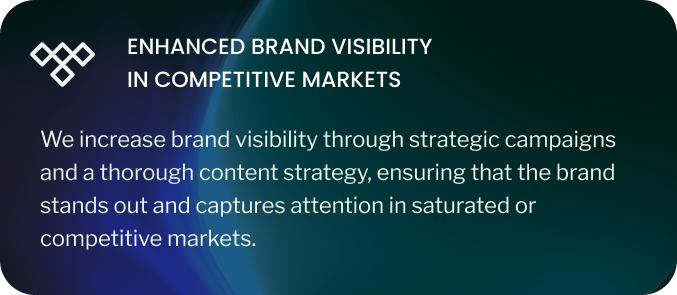 ENHANCED BRAND VISIBILITY
IN COMPETITIVE MARKETS
We increase brand visibility through strategic campaigns
and a thorough content strategy, ensuring that the brand
stands out and captures attention in saturated or
competitive markets.